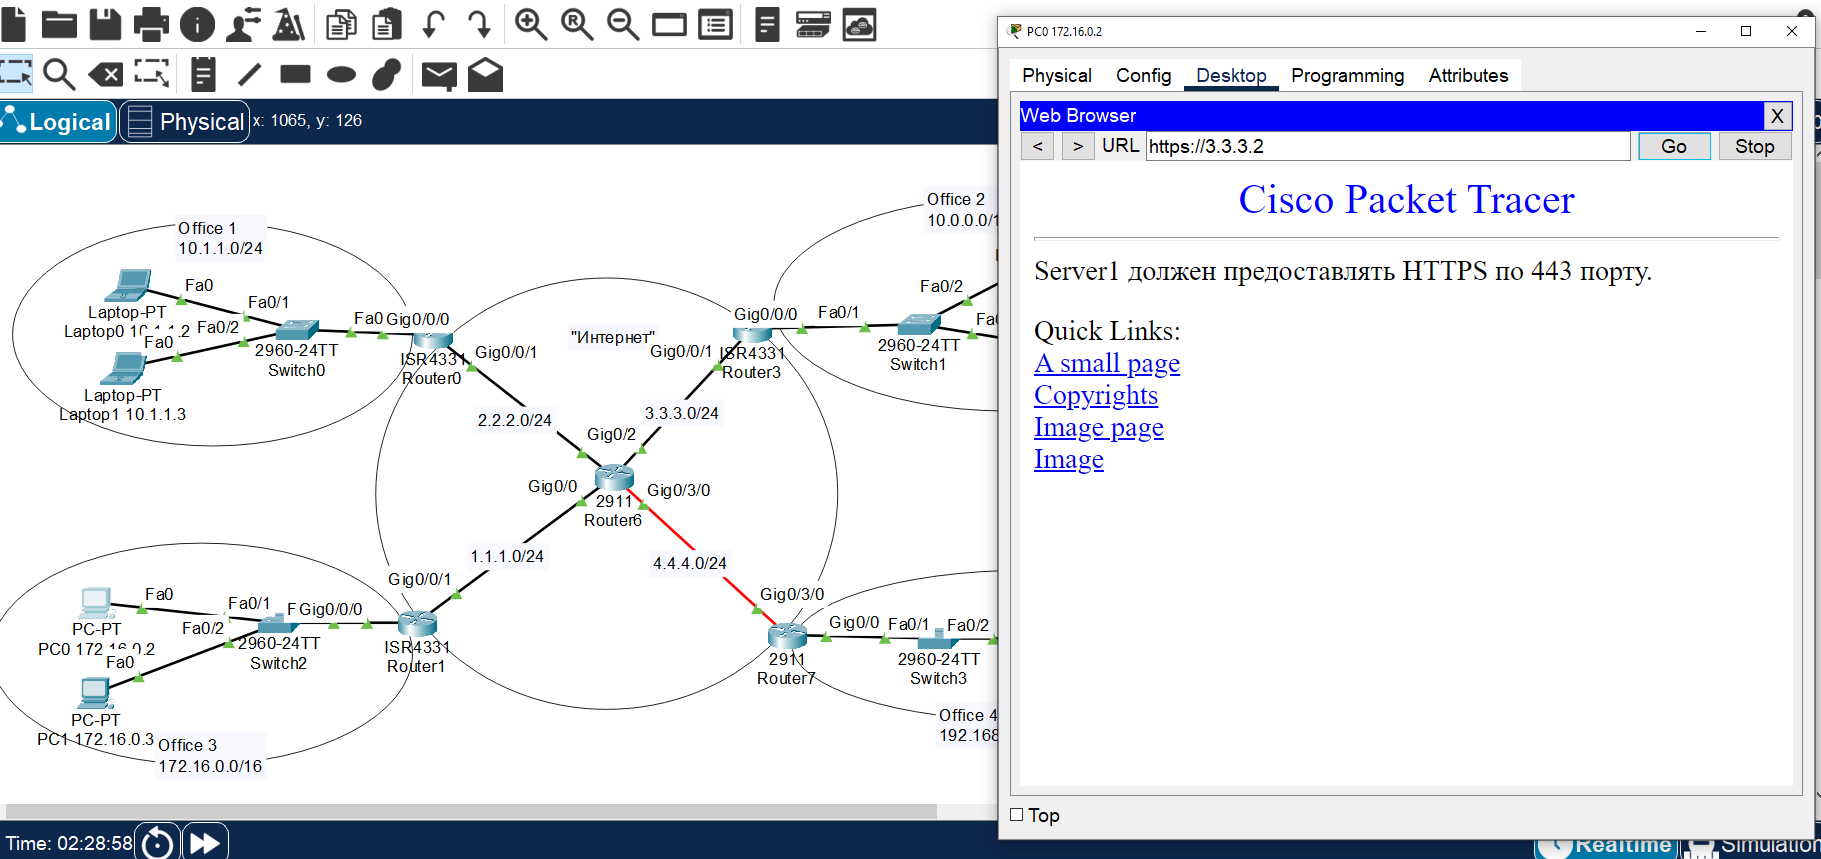 PC0 172.16.0.2
Physical Config Desktop Programming Attributes
Web Browser X
< > URL https://3.3.3.2 Go Stop
Cisco Packet Tracer
Server1 должен предоставлять HTTPS по 443 порту.
Quick Links:
A small page
Copyrights
Image page
Image
Top
Logical Physical x: 1065, y: 126
Office 1
10.1.1.0/24
Fa0
Fa0/1
Laptop-PT
Laptop0 10.1.1.2
Fa0/2
Fa0
Fa0
Gig0/0/0
2960-24TT
Switch0
Laptop-PT
Laptop1 10.1.1.3
ISR4331
Router0
Gig0/0/1
"Интернет"
2.2.2.0/24
Office 2
10.0.0.0/1
Gig0/0/0
Fa0/1
Fa0/2
Fa0
Gig0/0/1
ISR4331
Router3
2960-24TT
Switch1
3.3.3.0/24
Gig0/2
Gig0/0
Gig0/3/0
2911
Router6
1.1.1.0/24
4.4.4.0/24
Gig0/0/1
Gig0/3/0
Fa0
Fa0/1
F Gig0/0/0
PC-PT
PC0 172.16.0.2
Fa0/2
Fa0
2960-24TT
Switch2
ISR4331
Router1
PC-PT
PC1 172.16.0.3
Office 3
172.16.0.0/16
Gig0/0
Fa0/1
Fa0/2
2911
Router7
2960-24TT
Switch3
Office 4
192.168
Time: 02:28:58
Realtime Simulation